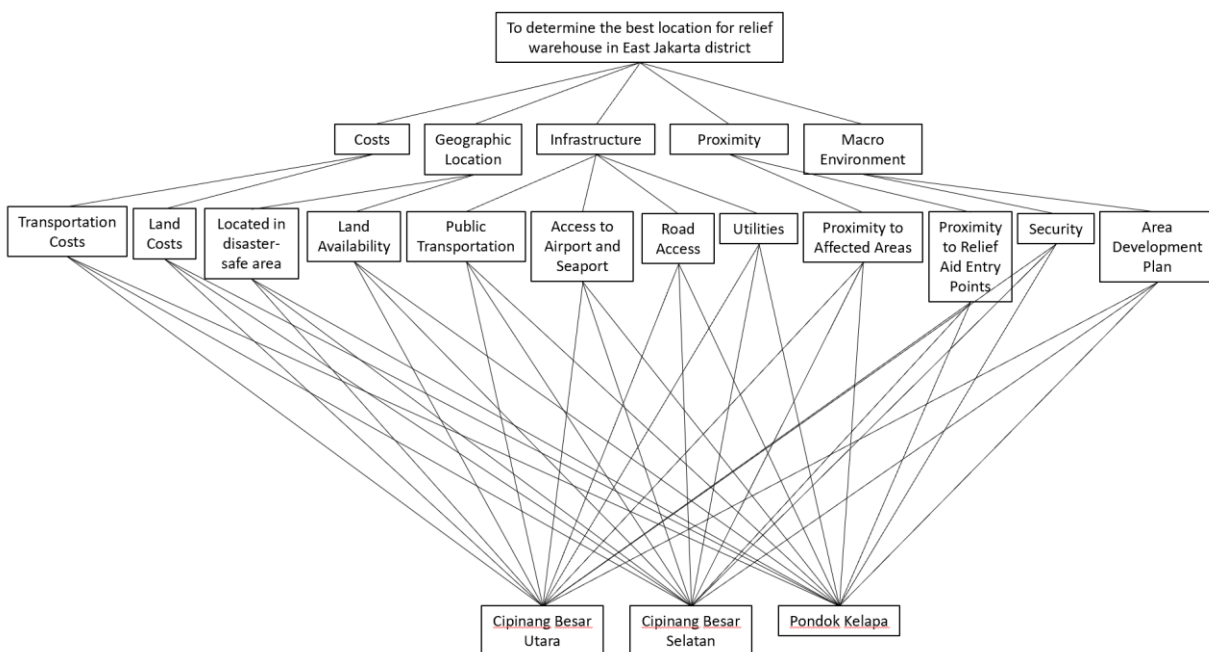 To determine the best location for relief
warehouse in East Jakarta district
Costs
Geographic
Location
Infrastructure
Proximity
Macro
Environment
Transportation
Costs
Land
Costs
Located in
disaster-
safe area
Land
Availability
Public
Transportation
Access to
Airport and
Seaport
Road
Access
Utilities
Proximity to
Affected Areas
Proximity
to Relief
Aid Entry
Points
Security
Area
Development
Plan
Cipinang Besar
Utara
Cipinang Besar
Selatan
Pondok Kelapa